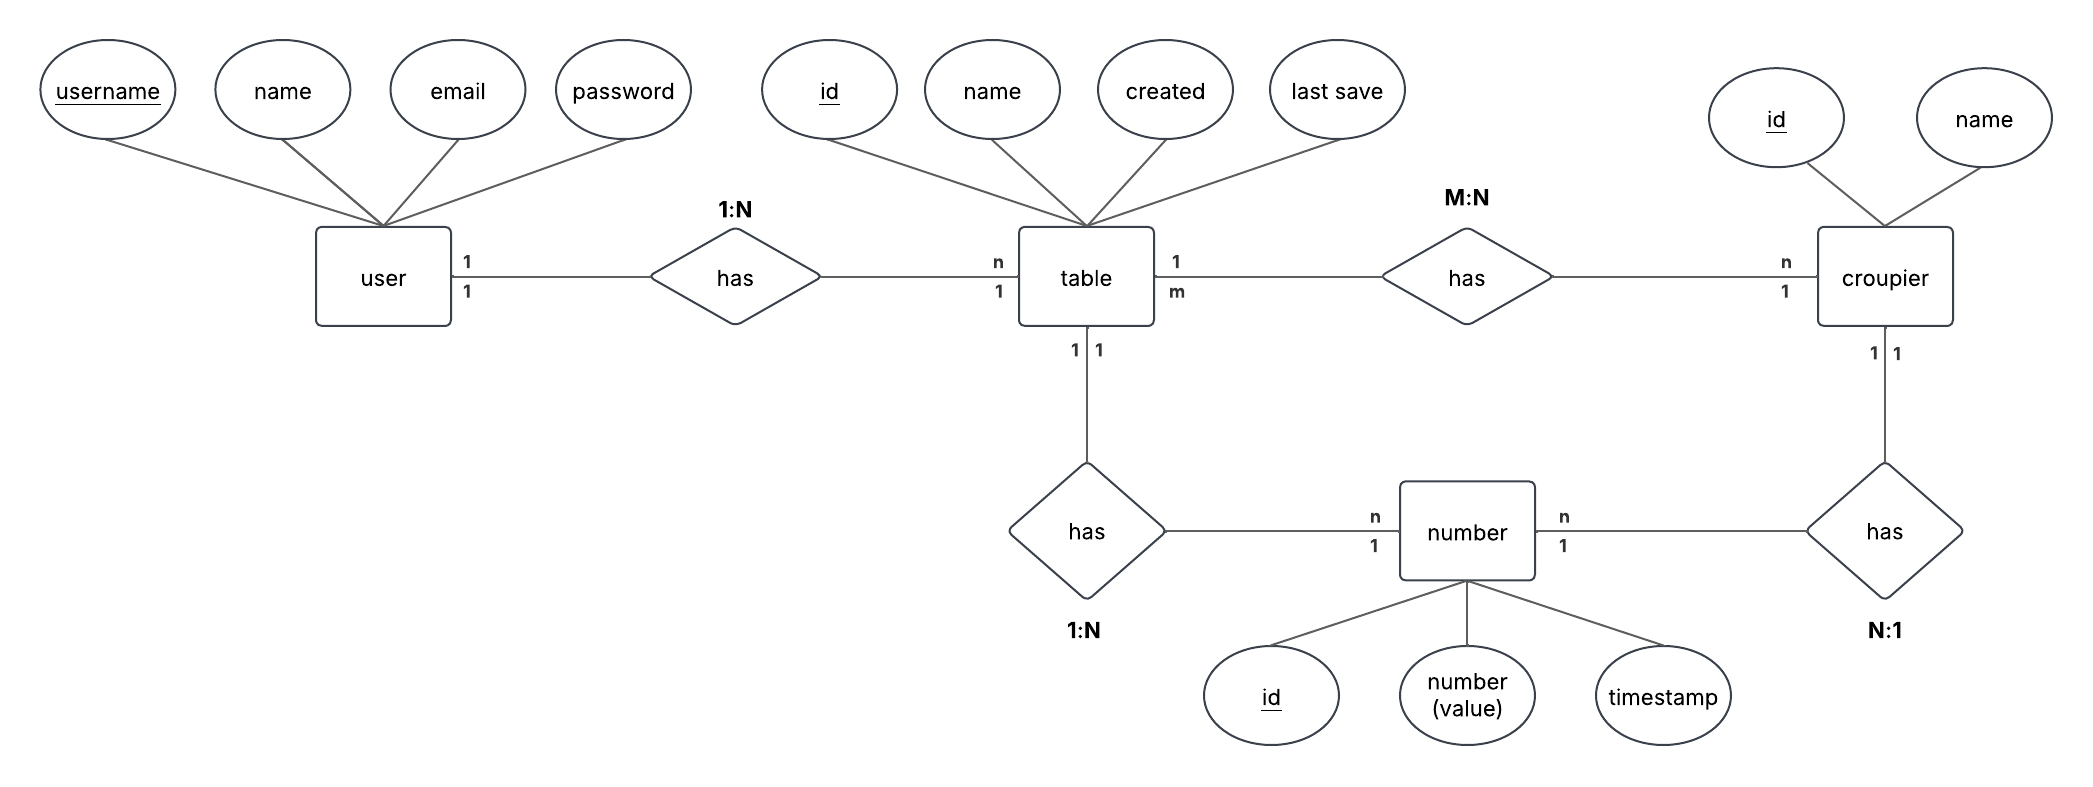 username
name
email
password
id
name
created
last save
id
name
1:N
M:N
user
1
1
has
n
1
table
1
m
has
n
1
croupier
1 1
1 1
has
n
1
number
n
1
has
1:N
N:1
id
number
(value)
timestamp